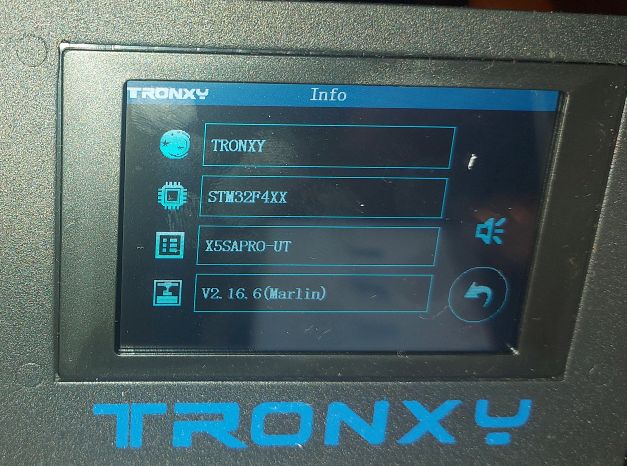 TRONXY Info
TRONXY
STM32F4XX
X5SAPRO-UT
V2.16.6(Marlin)
TRONXY